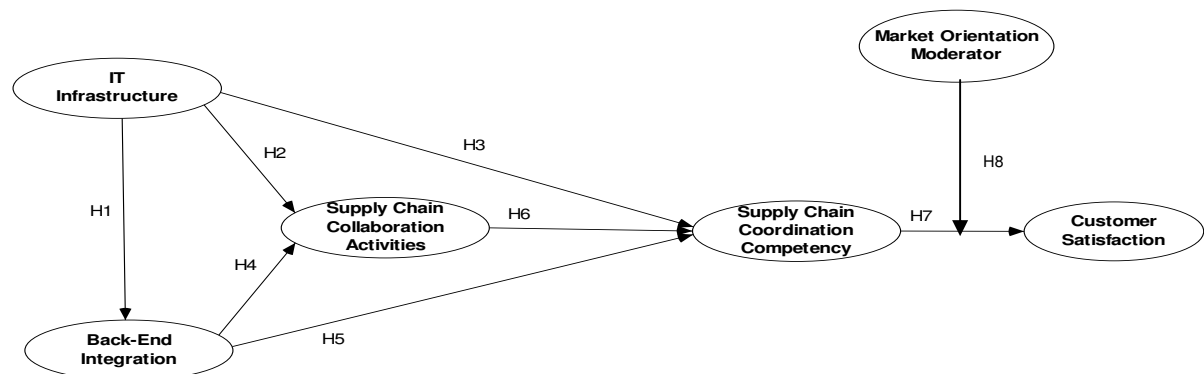 Market Orientation
Moderator
IT
Infrastructure
H3
H2
H8
H1
Supply Chain
Collaboration
Activities
H6
Supply Chain
Coordination
Competency
H7
Customer
Satisfaction
H4
H5
Back-End
Integration